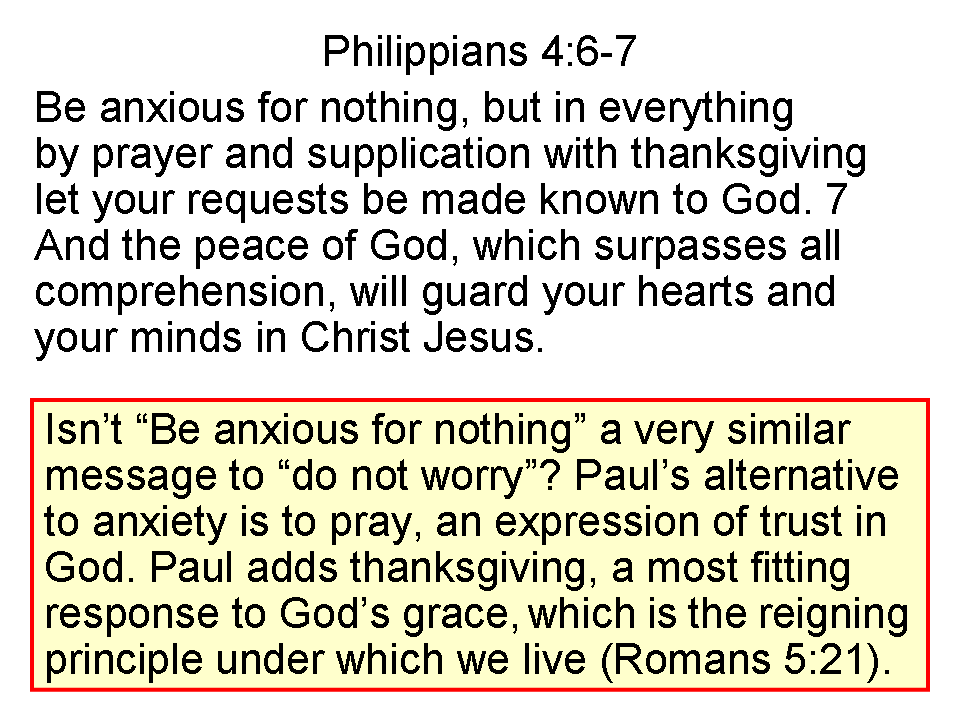 Philippians 4:6-7
Be anxious for nothing, but in everything
by prayer and supplication with thanksgiving
let your requests be made known to God. 7
And the peace of God, which surpasses all
comprehension, will guard your hearts and
your minds in Christ Jesus.
Isn’t “Be anxious for nothing” a very similar
message to “do not worry”? Paul’s alternative
to anxiety is to pray, an expression of trust in
God. Paul adds thanksgiving, a most fitting
response to God’s grace, which is the reigning
principle under which we live (Romans 5:21).